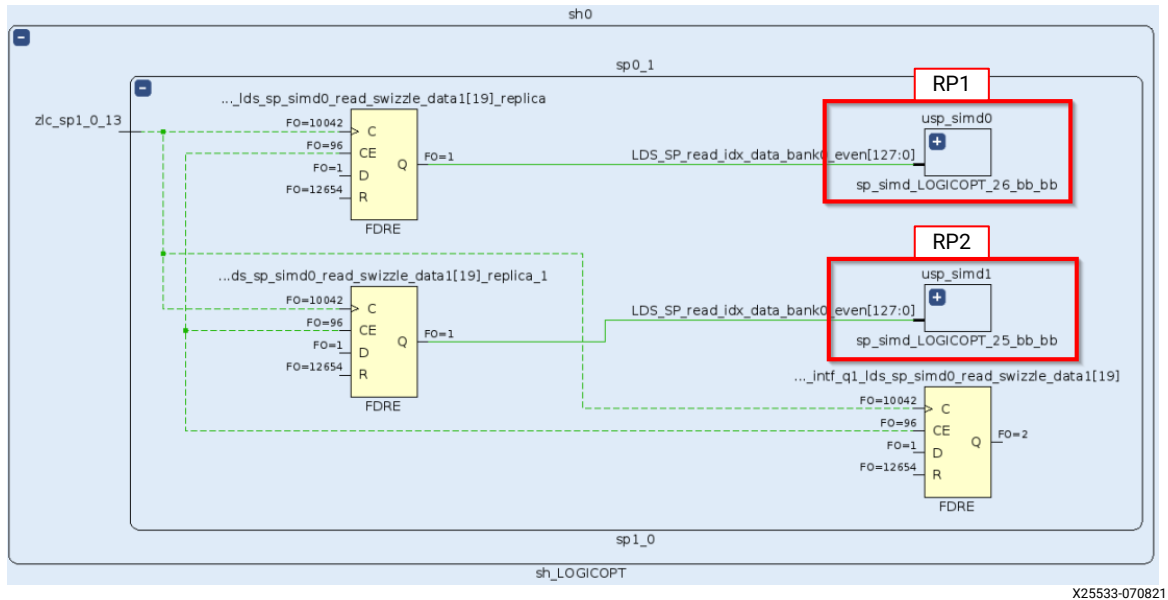 sh0
sp0_1
RP1
..._lds_sp_simd0_read_swizzle_data1[19]_replica
usp_simd0
zlc_sp1_0_13
FO=10042
C
FO=96
CE
FO=1
D
FO=12654
R
Q
FO=1
FDRE
LDS_SP_read_idx_data_bank0_even[127:0]
sp_simd_LOGICOPT_26_bb_bb
RP2
...ds_sp_simd0_read_swizzle_data1[19]_replica_1
usp_simd1
FO=10042
C
FO=96
CE
FO=1
D
FO=12654
R
Q
FO=1
FDRE
LDS_SP_read_idx_data_bank0_even[127:0]
sp_simd_LOGICOPT_25_bb_bb
..._intf_q1_lds_sp_simd0_read_swizzle_data1[19]
FO=10042
C
FO=96
CE
FO=1
D
FO=12654
R
Q
FO=2
FDRE
sp1_0
sh_LOGICOPT
X25533-070821